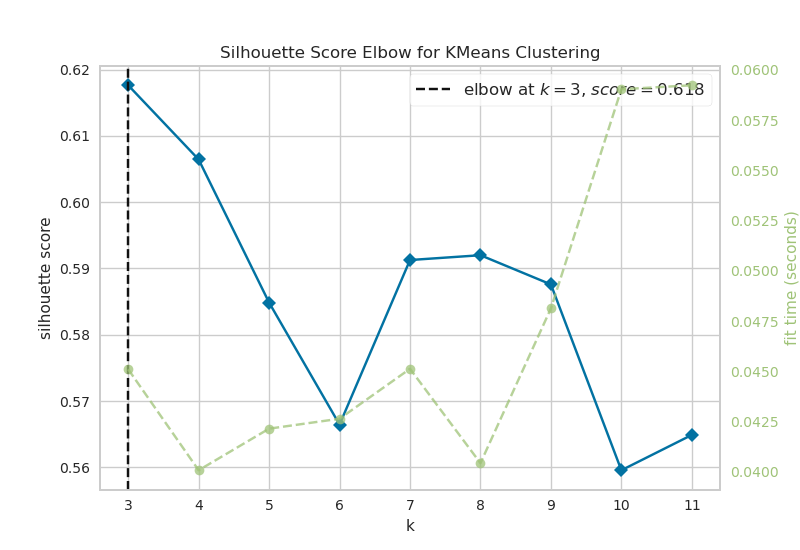 Silhouette Score Elbow for KMeans Clustering
elbow at k = 3, score = 0.618
silhouette score
0.62
0.61
0.60
0.59
0.58
0.57
0.56
3 4 5 6 7 8 9 10 11
k
0.0600
0.0575
0.0550
0.0525
0.0500
0.0475
0.0450
0.0425
0.0400
fit time (seconds)